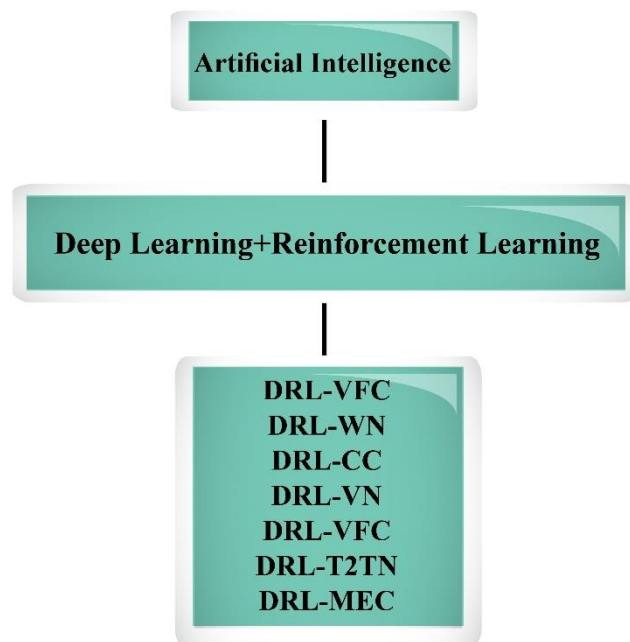 Artificial Intelligence
Deep Learning+Reinforcement Learning
DRL-VFC
DRL-WN
DRL-CC
DRL-VN
DRL-VFC
DRL-T2TN
DRL-MEC